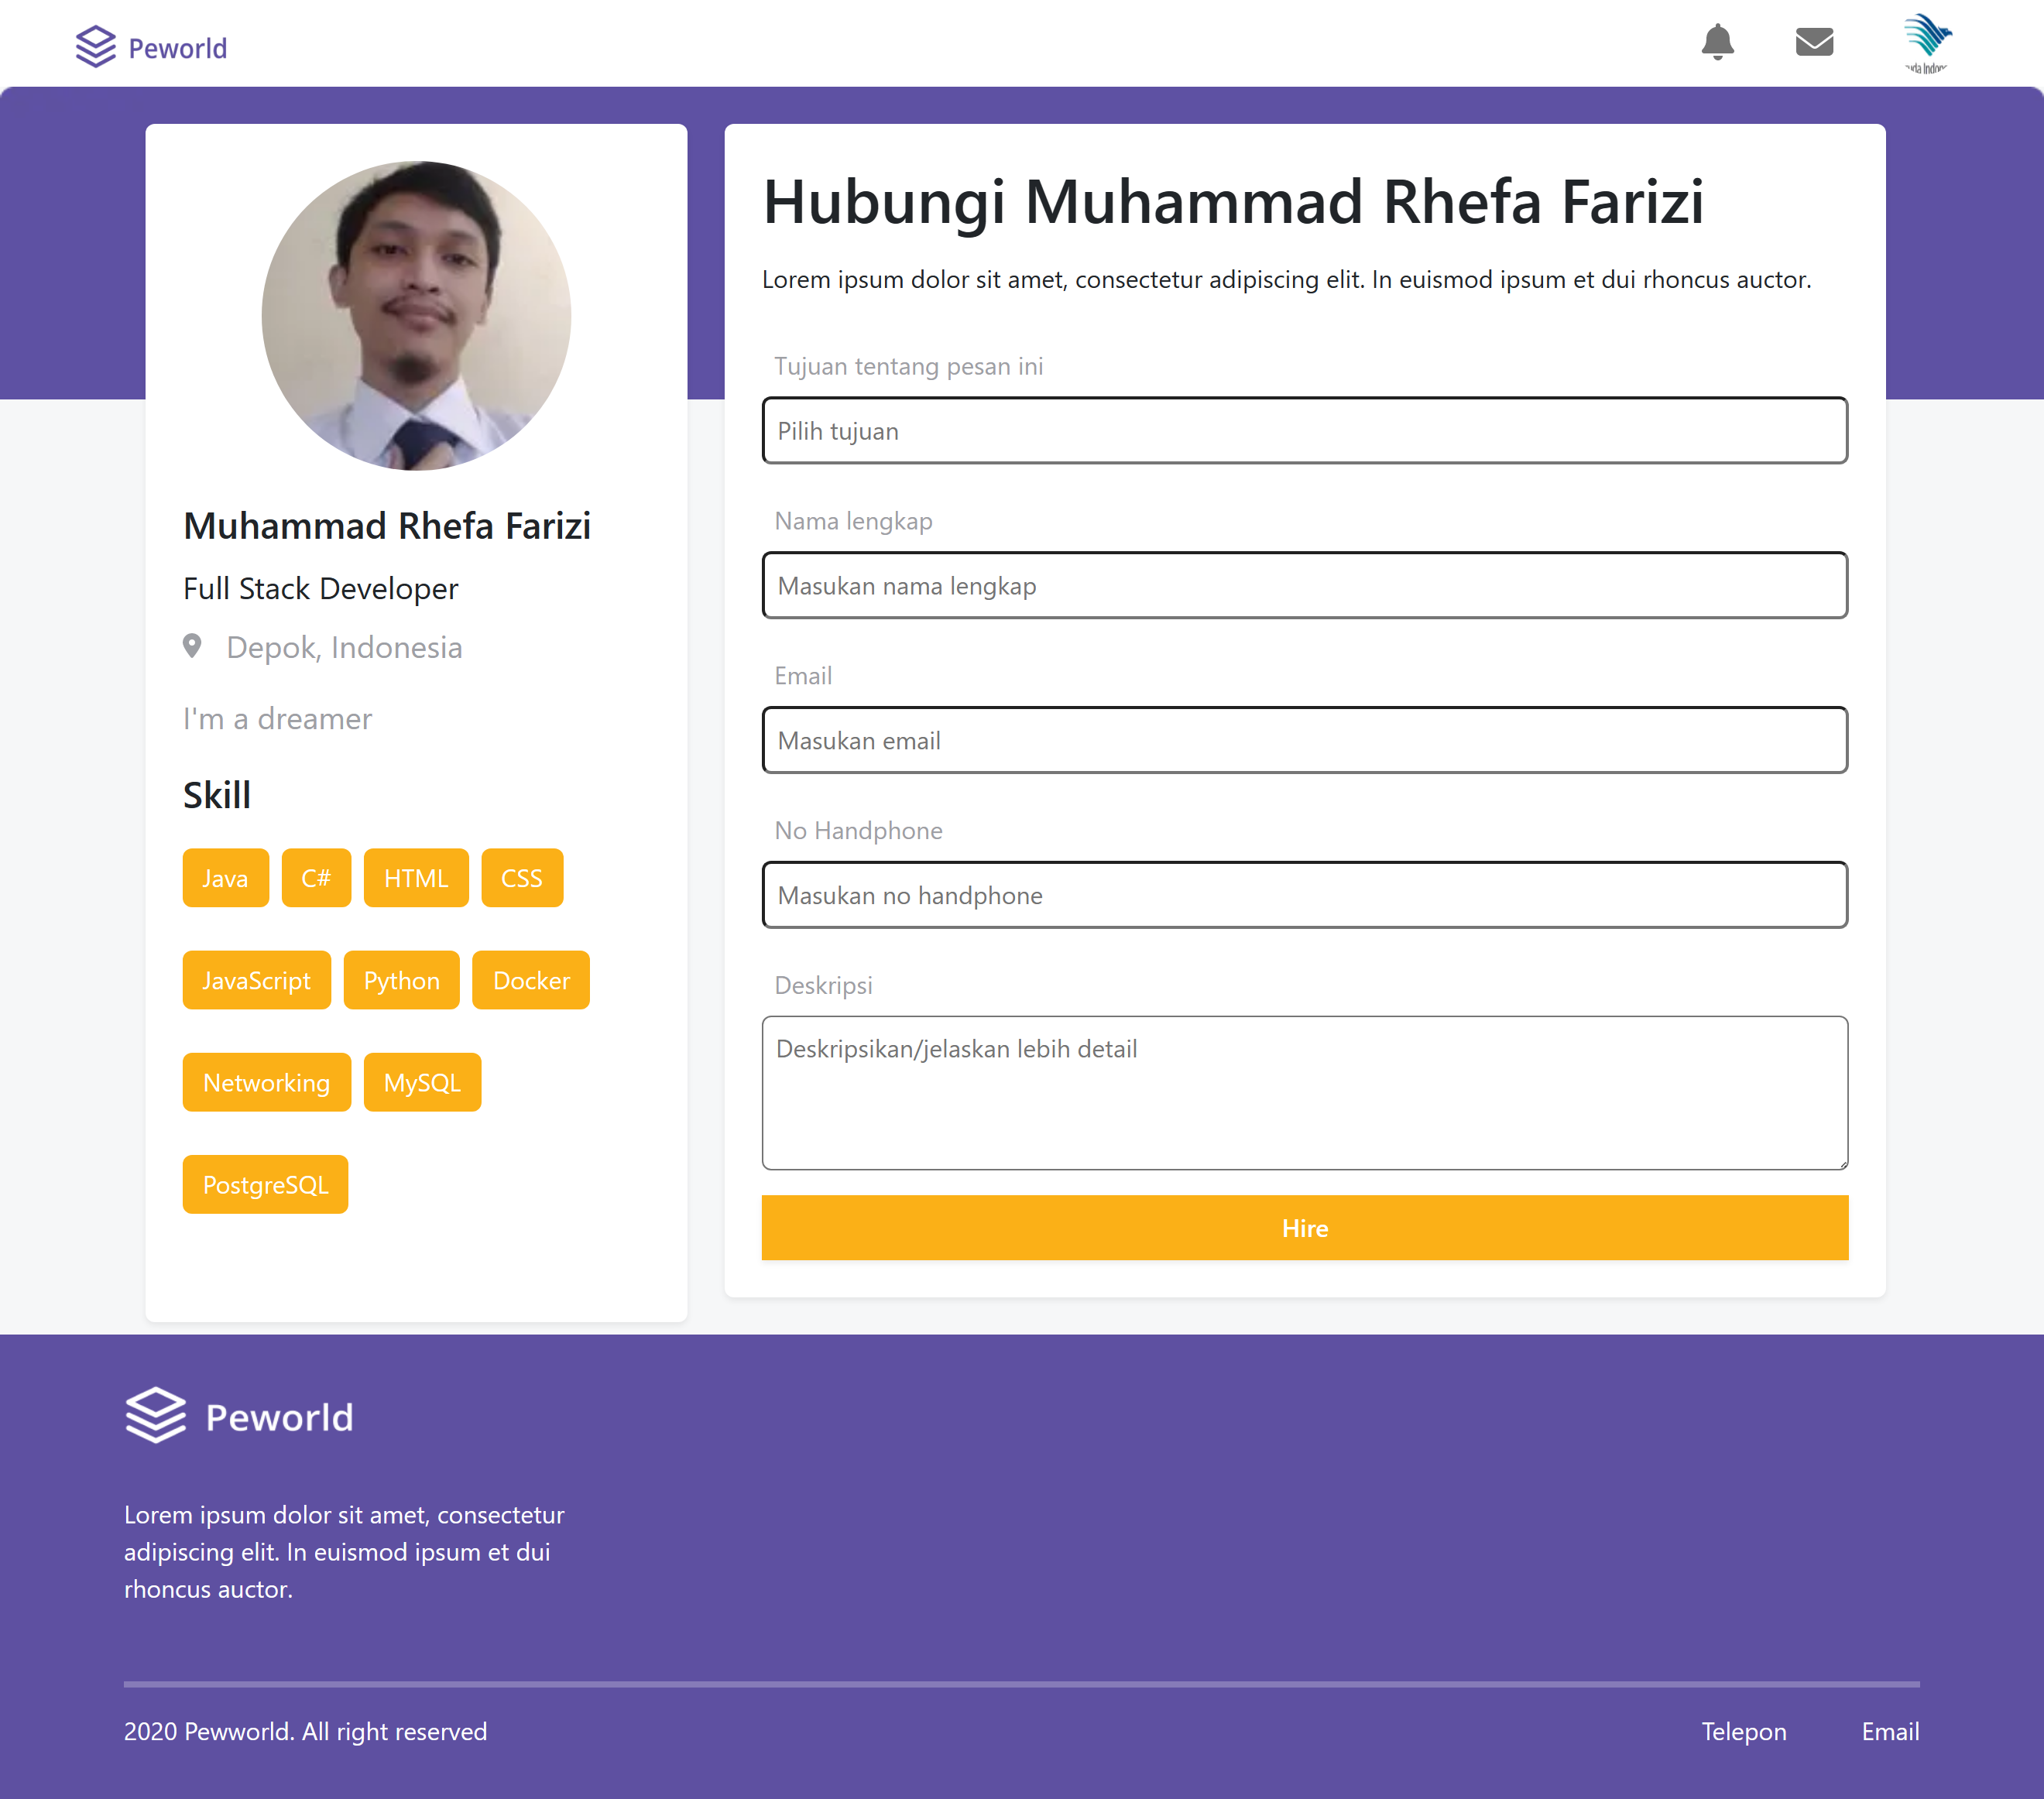 Peworld
Hubungi Muhammad Rhefa Farizi
Lorem ipsum dolor sit amet, consectetur adipiscing elit. In euismod ipsum et dui rhoncus auctor.
Tujuan tentang pesan ini
Pilih tujuan
Nama lengkap
Masukan nama lengkap
Email
Masukan email
No Handphone
Masukan no handphone
Deskripsi
Deskripsikan/jelaskan lebih detail
Hire
Muhammad Rhefa Farizi
Full Stack Developer
Depok, Indonesia
I'm a dreamer
Skill
Java C# HTML CSS
JavaScript Python Docker
Networking MySQL
PostgreSQL
Peworld
Lorem ipsum dolor sit amet, consectetur
adipiscing elit. In euismod ipsum et dui
rhoncus auctor.
2020 Pewworld. All right reserved
Telepon Email